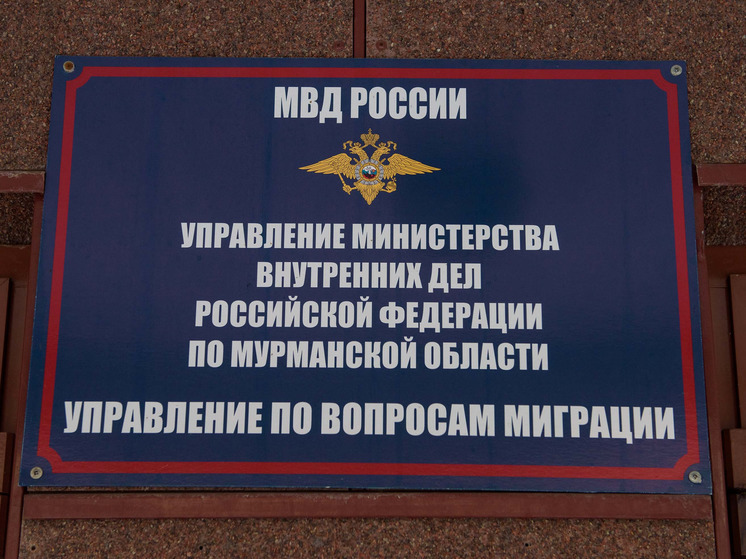 МВД РОССИИ
УПРАВЛЕНИЕ МИНИСТЕРСТВА
ВНУТРЕННИХ ДЕЛ
РОССИЙСКОЙ ФЕДЕРАЦИИ
ПО МУРМАНСКОЙ ОБЛАСТИ
УПРАВЛЕНИЕ ПО ВОПРОСАМ МИГРАЦИИ